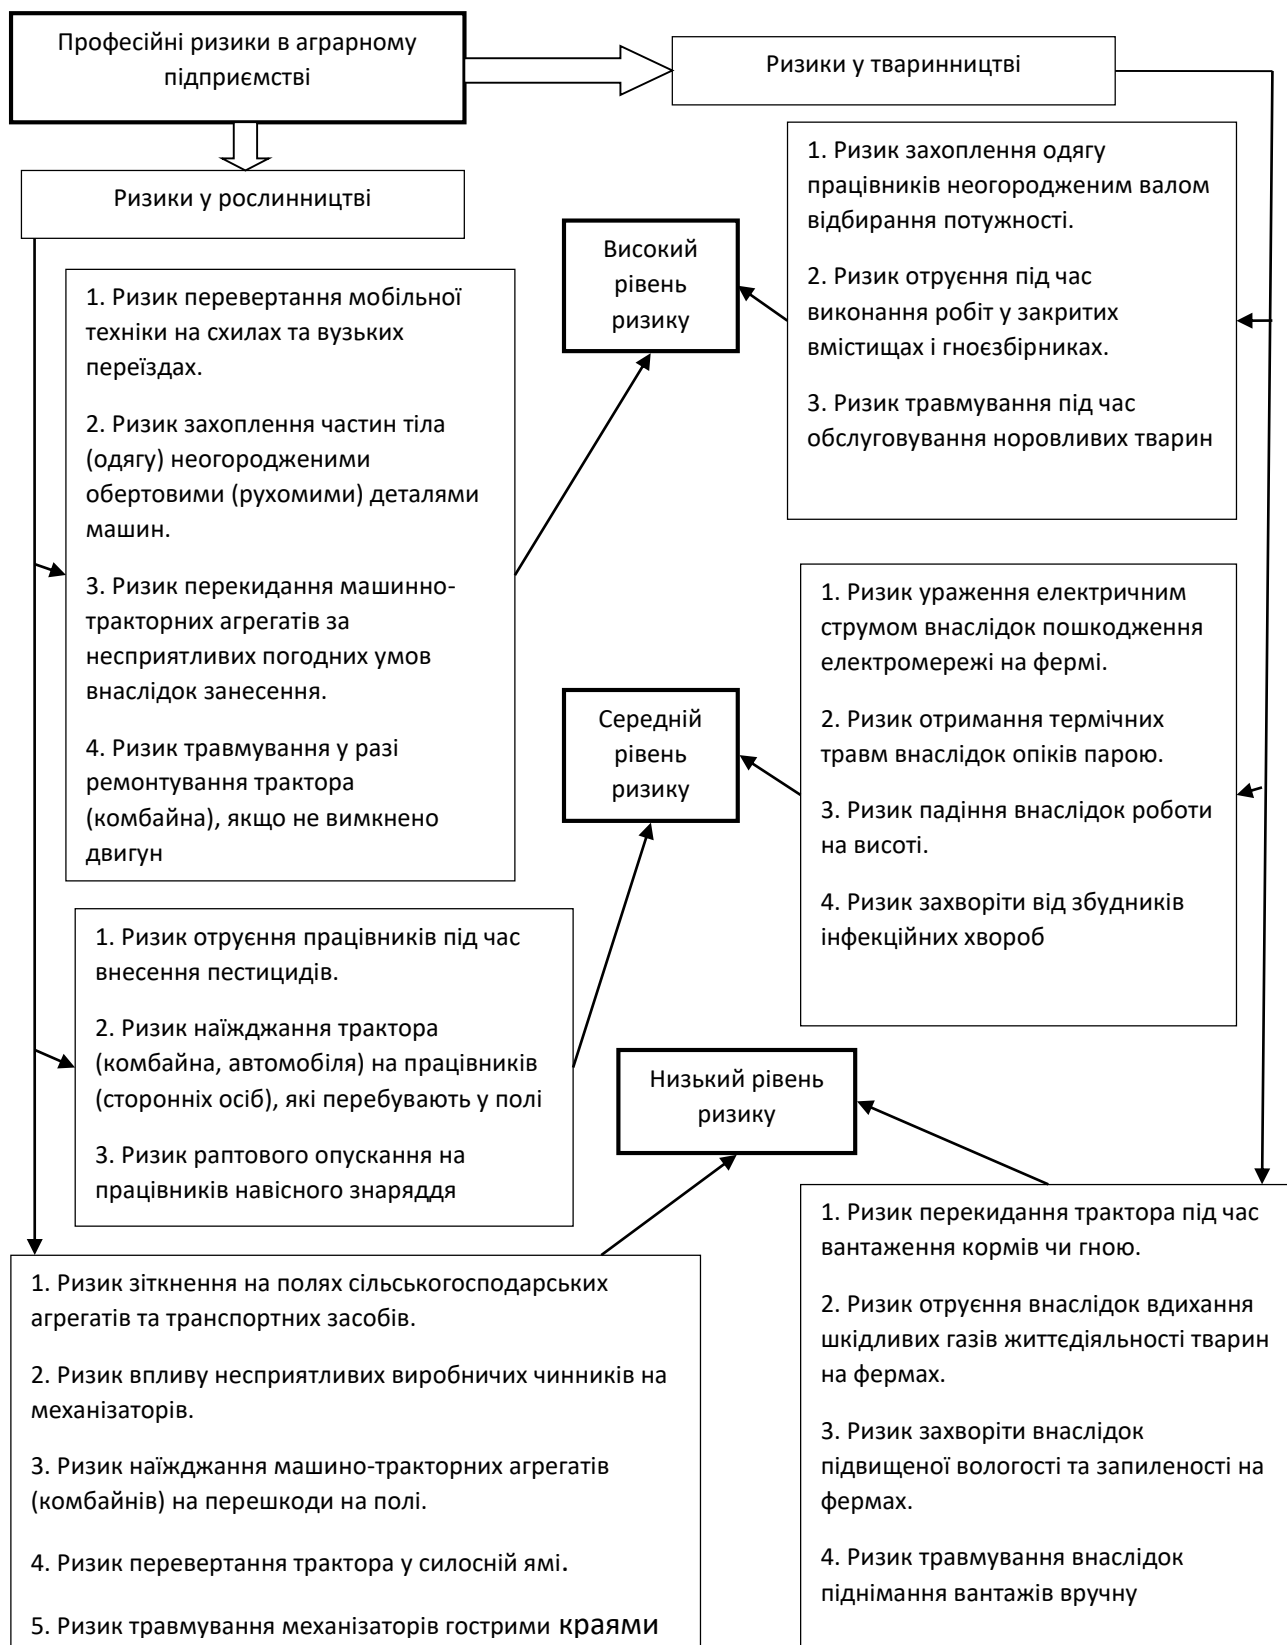 Професійні ризики в аграрному
підприємстві
Ризики у тваринництві
Ризики у рослинництві
1. Ризик захоплення одягу
працівників неогородженим валом
відбирання потужності.
2. Ризик отруєння під час
виконання робіт у закритих
вмістищах і гноєзбірниках.
3. Ризик травмування під час
обслуговування норовливих тварин
Високий
рівень
ризику
1. Ризик перевертання мобільної
техніки на схилах та вузьких
переїздах.
2. Ризик захоплення частин тіла
(одягу) неогородженими
обертовими (рухомими) деталями
машин.
3. Ризик перекидання машинно-
тракторних агрегатів за
несприятливих погодних умов
внаслідок занесення.
4. Ризик травмування у разі
ремонтування трактора
(комбайна), якщо не вимкнено
двигун
1. Ризик ураження електричним
струмом внаслідок пошкодження
електромережі на фермі.
2. Ризик отримання термічних
травм внаслідок опіків парою.
3. Ризик падіння внаслідок роботи
на висоті.
4. Ризик захворіти від збудників
інфекційних хвороб
Середній
рівень
ризику
1. Ризик отруєння працівників під час
внесення пестицидів.
2. Ризик наїжджання трактора
(комбайна, автомобіля) на працівників
(сторонніх осіб), які перебувають у полі
3. Ризик раптового опускання на
працівників навісного знаряддя
Низький рівень
ризику
1. Ризик зіткнення на полях сільськогосподарських
агрегатів та транспортних засобів.
2. Ризик впливу несприятливих виробничих чинників на
механізаторів.
3. Ризик наїжджання машино-тракторних агрегатів
(комбайнів) на перешкоди на полі.
4. Ризик перевертання трактора у силосній ямі.
5. Ризик травмування механізаторів гострими краями
1. Ризик перекидання трактора під час
вантаження кормів чи гною.
2. Ризик отруєння внаслідок вдихання
шкідливих газів життєдіяльності тварин
на фермах.
3. Ризик захворіти внаслідок
підвищеної вологості та запиленості на
фермах.
4. Ризик травмування внаслідок
піднімання вантажів вручну